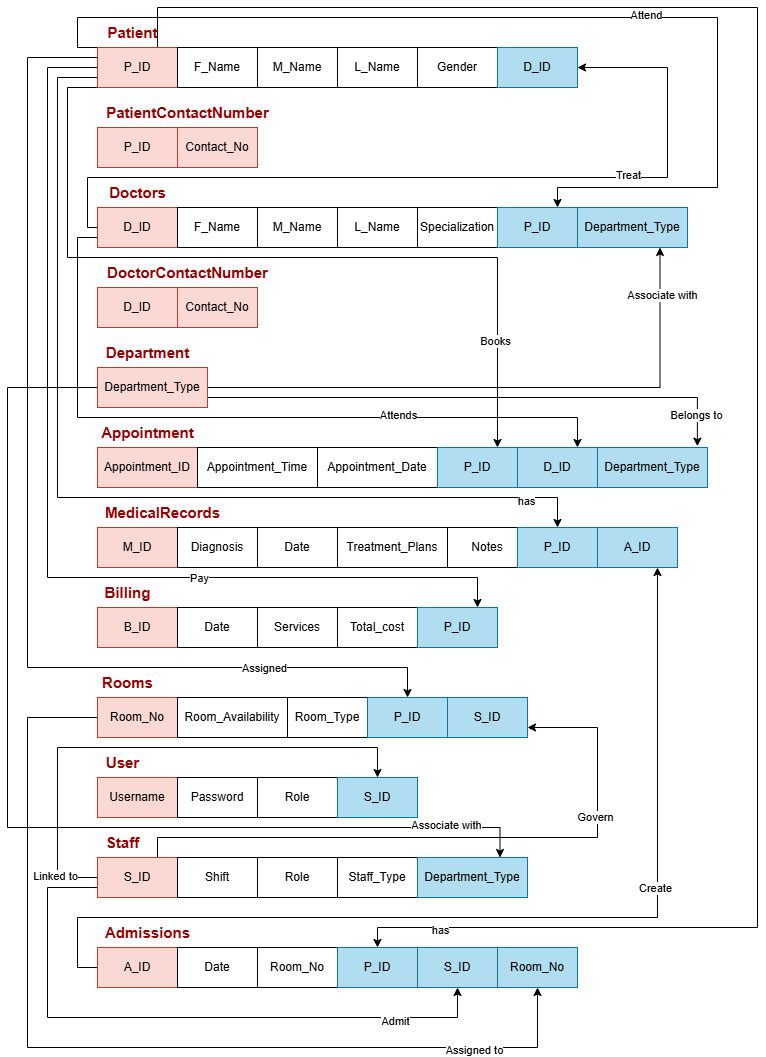 Attend
Patient
P_ID F_Name M_Name L_Name Gender D_ID
PatientContactNumber
P_ID Contact_No
Treat
Doctors
D_ID F_Name M_Name L_Name Specialization P_ID Department_Type
DoctorContactNumber
D_ID Contact_No
Associate with
Books
Department
Department_Type
Attends
Belongs to
Appointment
Appointment_ID Appointment_Time Appointment_Date P_ID D_ID Department_Type
has
MedicalRecords
M_ID Diagnosis Date Treatment_Plans Notes P_ID A_ID
Pay
Billing
B_ID Date Services Total_cost P_ID
Assigned
Rooms
Room_No Room_Availability Room_Type P_ID S_ID
User
Username Password Role S_ID
Govern
Associate with
Staff
Linked to
S_ID Shift Role Staff_Type Department_Type
Create
has
Admissions
A_ID Date Room_No P_ID S_ID Room_No
Admit
Assigned to